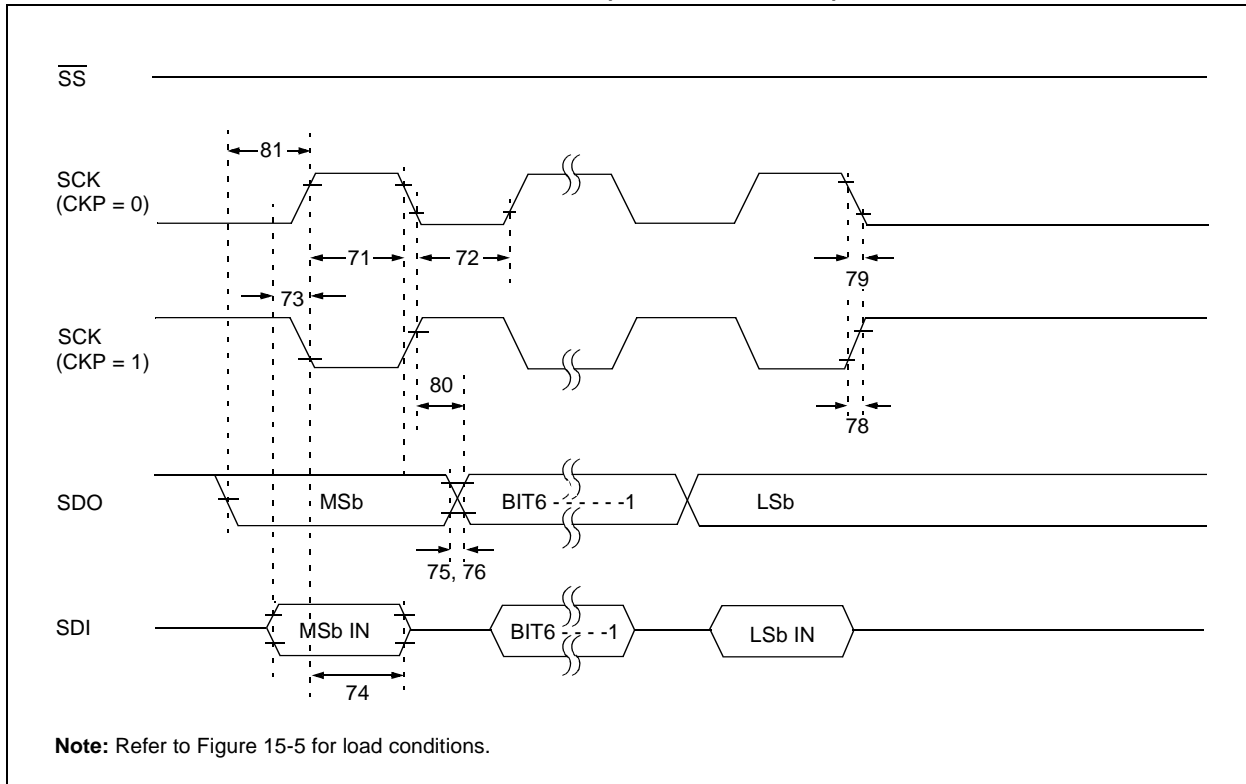 SS
81
SCK
(CKP = 0)
71
72
79
73
SCK
(CKP = 1)
80
78
SDO
MSb
BIT6 - - - - - -1
LSb
75, 76
SDI
MSb IN
BIT6 - - - - -1
LSb IN
74
Note: Refer to Figure 15-5 for load conditions.